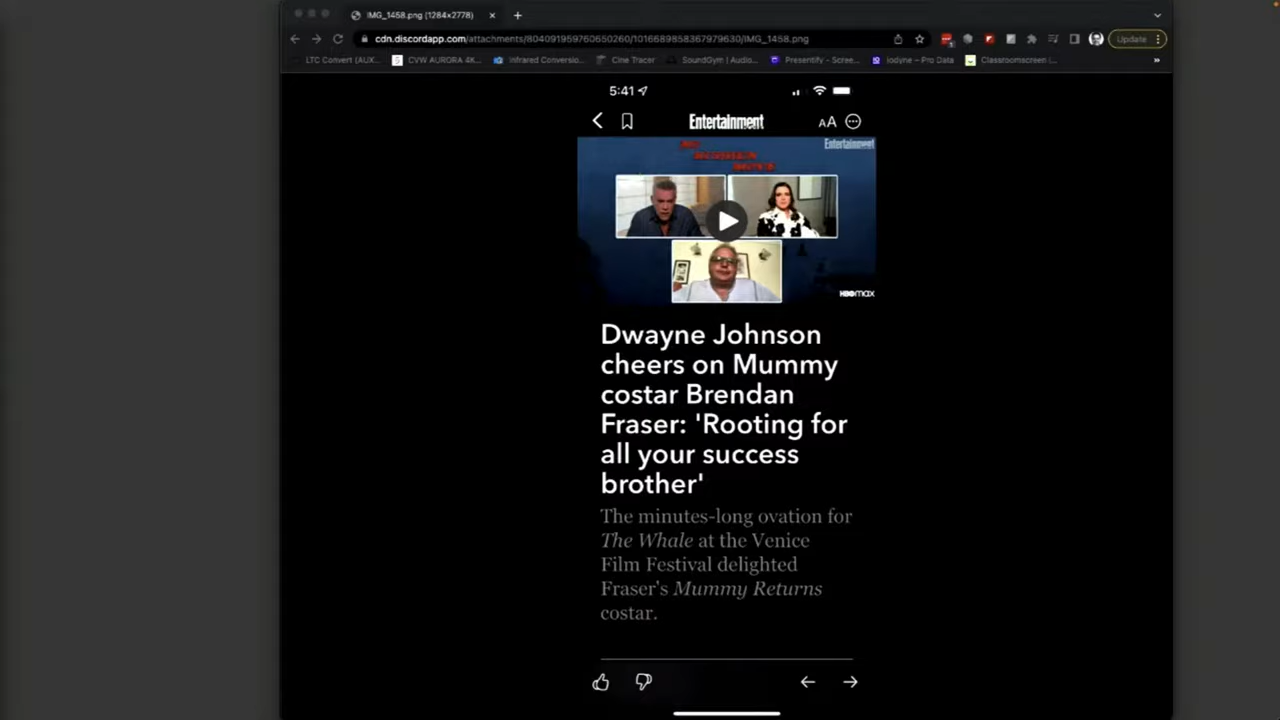 IMG_1458.png (1284×2778)
cdn.discordapp.com/attachments/804091959760650260/1016689858367979630/IMG_1458.png
Update
LTC Convert (AUX...
CVW AURORA 4K...
Infrared Conversio...
Cine Tracer
SoundGym | Audio...
Presentify - Scree...
Iodyne – Pro Data
Classroomscreen |...
5:41
Entertainment
AA
Entertainment
HBOmax
Dwayne Johnson
cheers on Mummy
costar Brendan
Fraser: 'Rooting for
all your success
brother'
The minutes-long ovation for
The Whale at the Venice
Film Festival delighted
Fraser's Mummy Returns
costar.